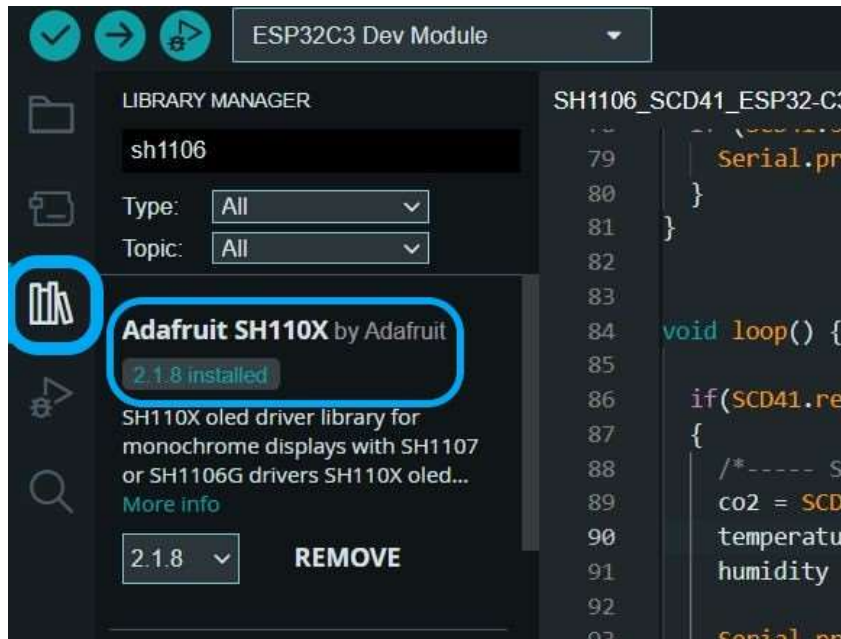 ESP32C3 Dev Module
LIBRARY MANAGER
sh1106
Type: All
Topic: All
Adafruit SH110X by Adafruit
2.1.8 installed
SH110X oled driver library for
monochrome displays with SH1107
or SH1106G drivers SH110X oled...
More info
2.1.8
REMOVE
SH1106_SCD41_ESP32-C3
79 Serial.pr
80 }
81 }
82
83
84 void loop() {
85
86 if(SCD41.re
87 {
88 /*----- S
89 co2 = SCD
90 temperatu
91 humidity
92
93 Serial.pr